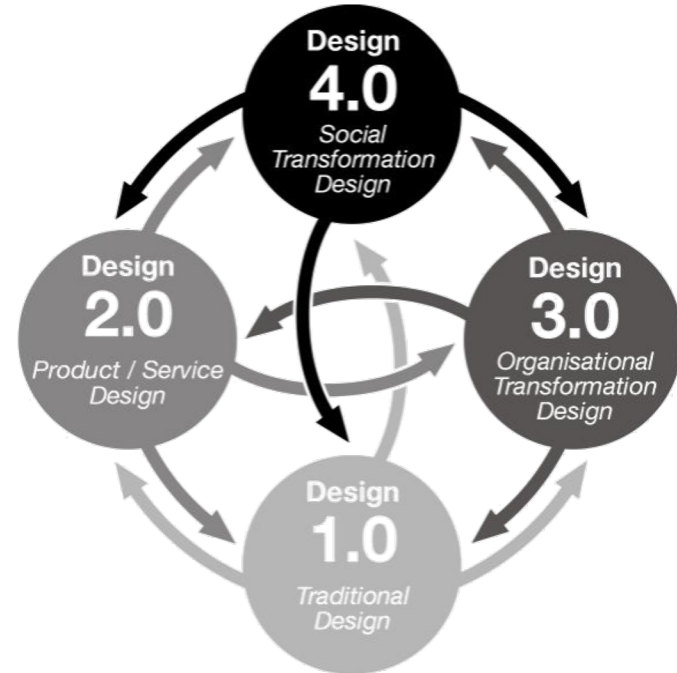 Design
4.0
Social
Transformation
Design
Design
2.0
Product / Service
Design
Design
3.0
Organisational
Transformation
Design
Design
1.0
Traditional
Design